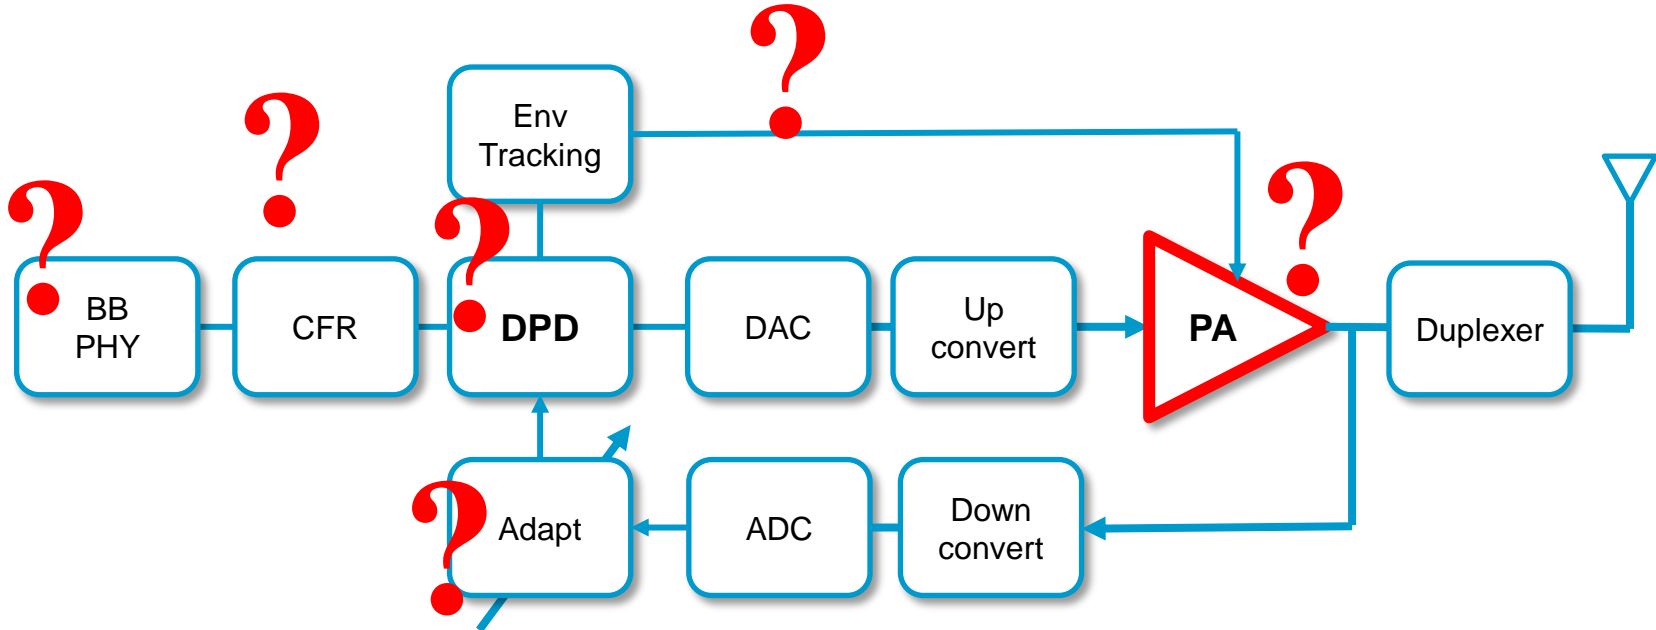 ?
?
?
?
?
?
Env
Tracking
BB
PHY
CFR
DPD
DAC
Up
convert
PA
Duplexer
Adapt
ADC
Down
convert